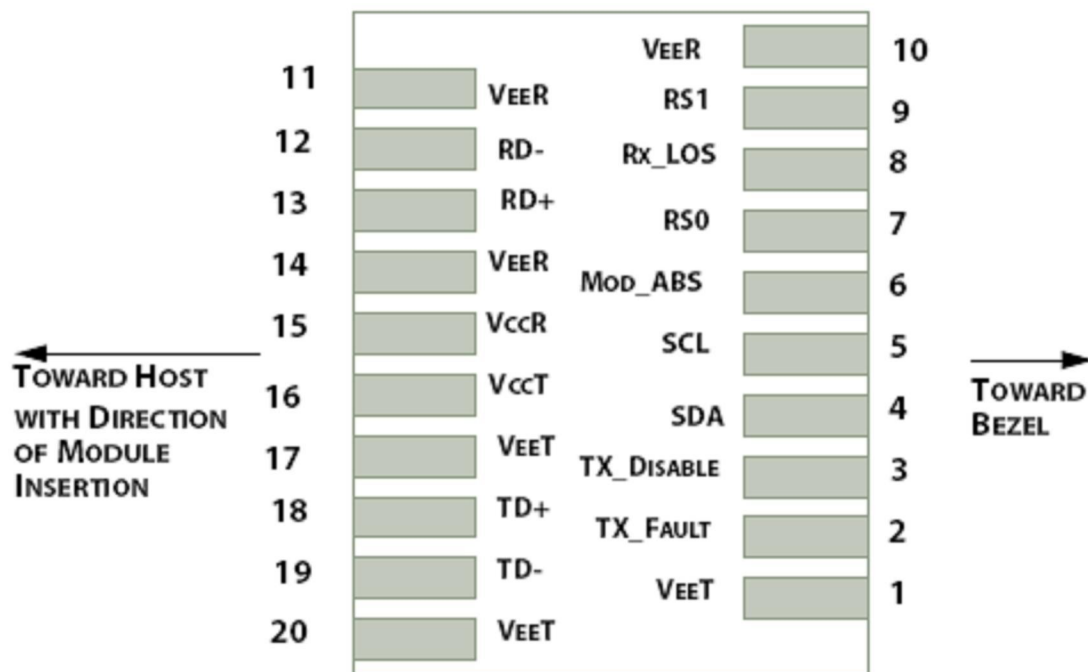 VEER 10
11 VEER
RS1 9
12 RD-
Rx_LOS 8
13 RD+
RS0 7
14 VEER
MOD_ABS 6
15 VCCR
SCL 5
TOWARD HOST
WITH DIRECTION
OF MODULE
INSERTION
TOWARD
BEZEL
16 VCCT
SDA 4
17 VEET
TX_DISABLE 3
18 TD+
TX_FAULT 2
19 TD-
VEET 1
20 VEET